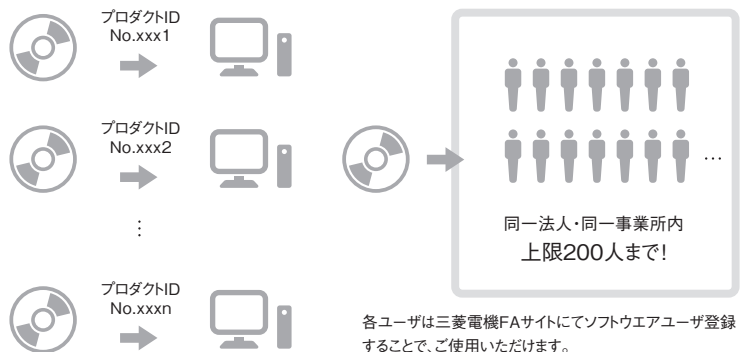 プロダクトID
No.xxx1
プロダクトID
No.xxx2
⋮
プロダクトID
No.xxxn
…
同一法人・同一事業所内
上限200人まで!
各ユーザは三菱電機FAサイトにてソフトウエアユーザ登録
することで、ご使用いただけます。